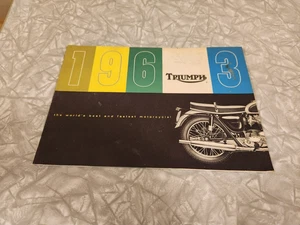 1963
TRIUMPH
the world's best and fastest motorcycle